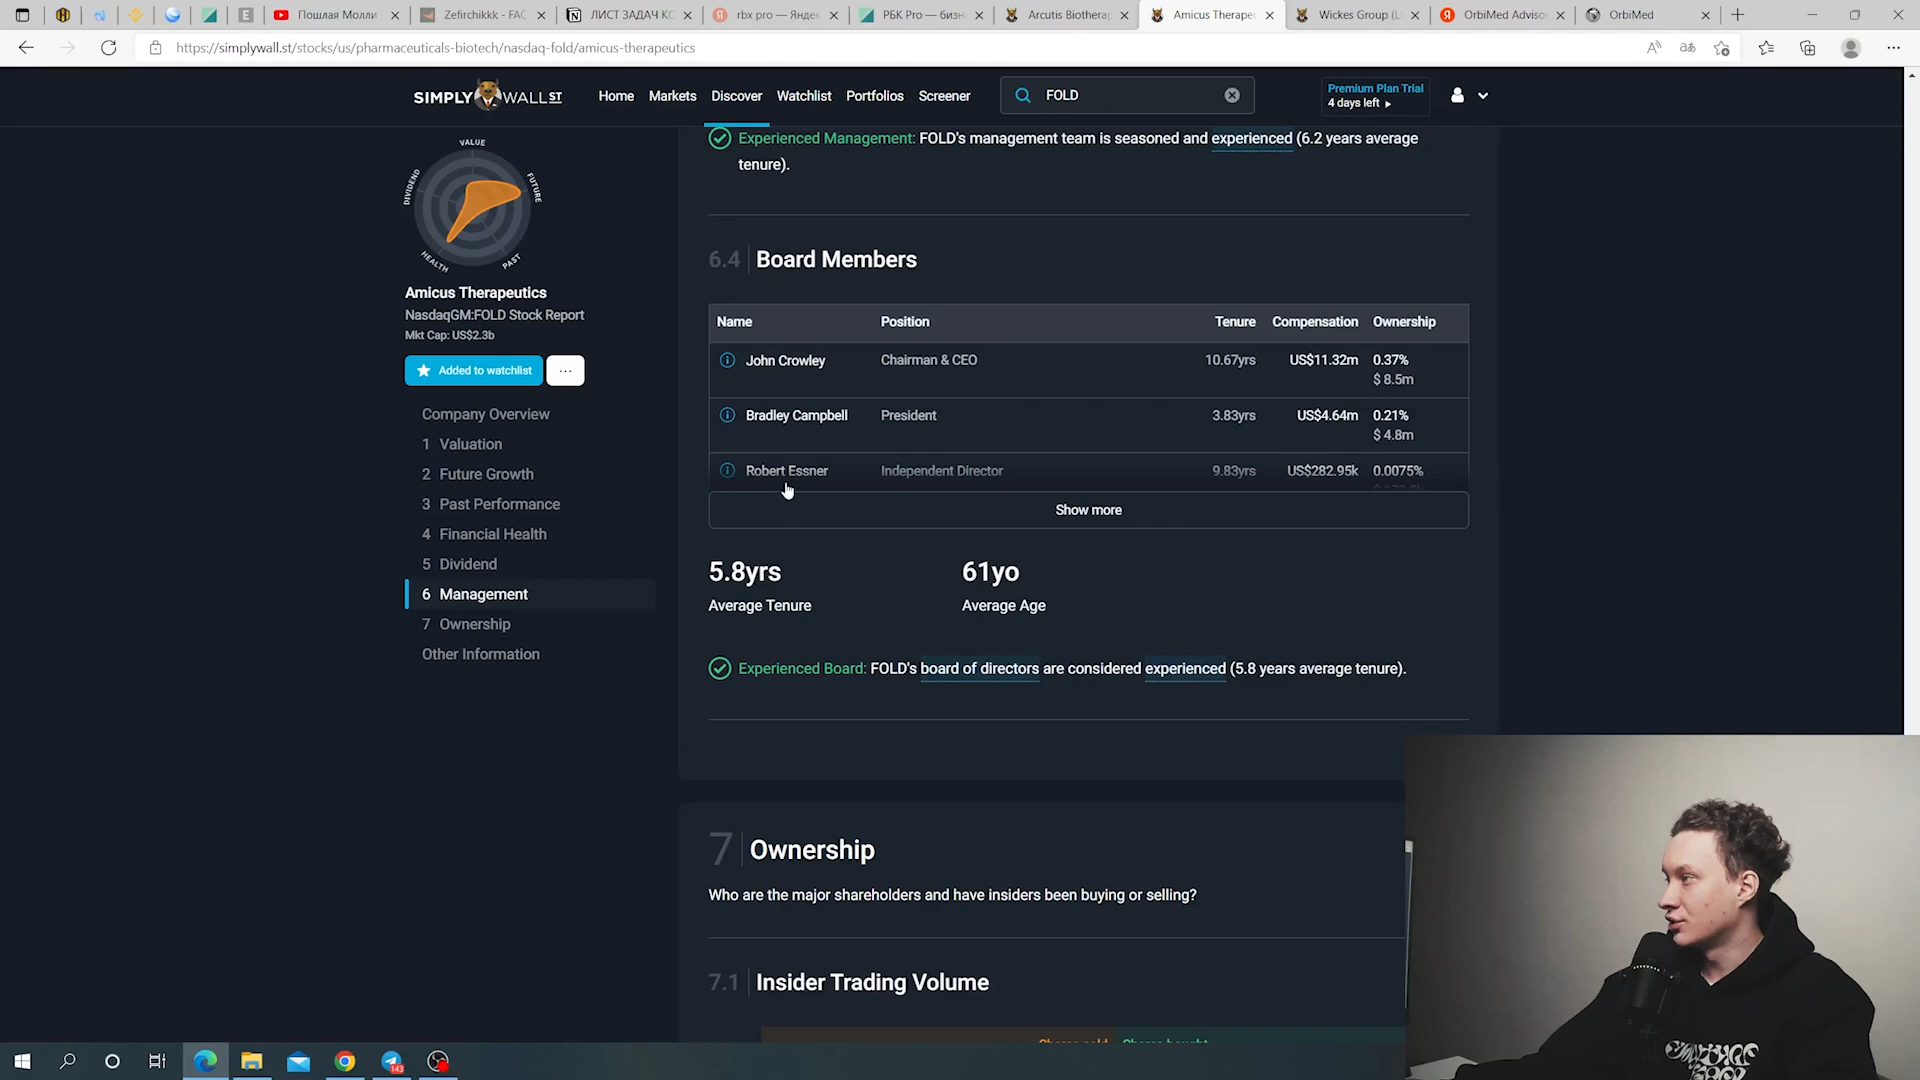 Пошлая Молли
Zefirchikkk - FAC
ЛИСТ ЗАДАЧ КС
rbx pro — Яндек
РБК Pro — бизн
Arcutis Biothera
Amicus Therape
Wickes Group (L
OrbiMed Adviso
OrbiMed
https://simplywall.st/stocks/us/pharmaceuticals-biotech/nasdaq-fold/amicus-therapeutics
SIMPLY WALL ST
Home
Markets
Discover
Watchlist
Portfolios
Screener
FOLD
Premium Plan Trial
4 days left
VALUE
FUTURE
PAST
HEALTH
DIVIDEND
Amicus Therapeutics
NasdaqGM:FOLD Stock Report
Mkt Cap: US$2.3b
Added to watchlist
...
Company Overview
1 Valuation
2 Future Growth
3 Past Performance
4 Financial Health
5 Dividend
6 Management
7 Ownership
Other Information
Experienced Management: FOLD's management team is seasoned and experienced (6.2 years average
tenure).
6.4 Board Members
Name Position Tenure Compensation Ownership
John Crowley Chairman & CEO 10.67yrs US$11.32m 0.37%
$ 8.5m
Bradley Campbell President 3.83yrs US$4.64m 0.21%
$ 4.8m
Robert Essner Independent Director 9.83yrs US$282.95k 0.0075%
Show more
5.8yrs
Average Tenure
61yo
Average Age
Experienced Board: FOLD's board of directors are considered experienced (5.8 years average tenure).
7 Ownership
Who are the major shareholders and have insiders been buying or selling?
7.1 Insider Trading Volume
143